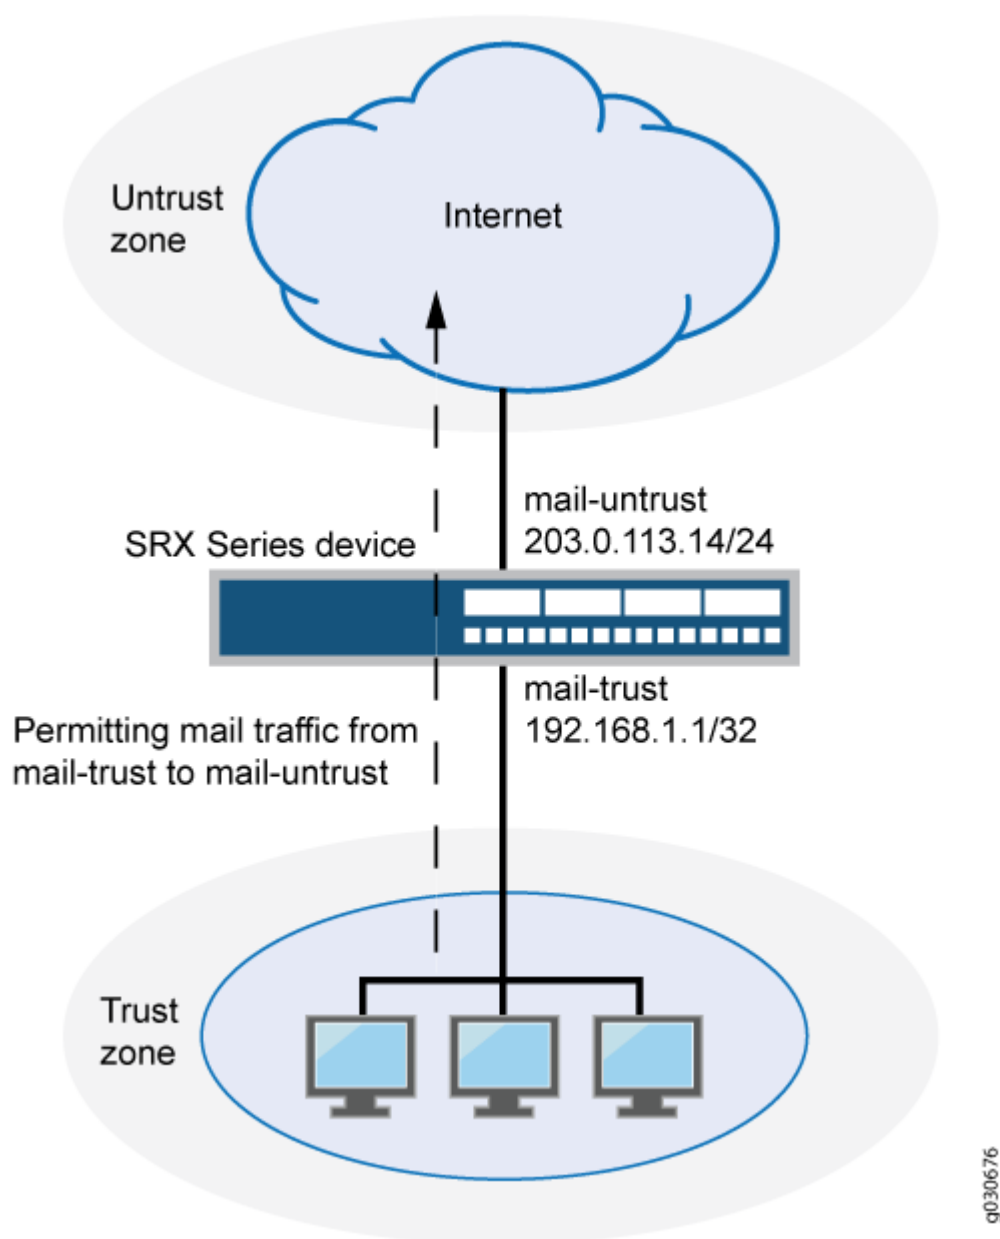 Untrust
zone
Internet
mail-untrust
203.0.113.14/24
SRX Series device
mail-trust
192.168.1.1/32
Permitting mail traffic from
mail-trust to mail-untrust
Trust
zone
g030676